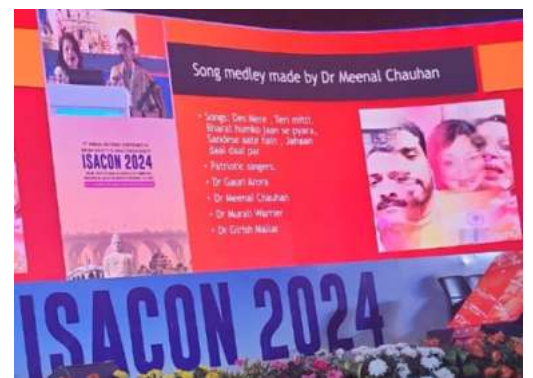 Song medley made by Dr Meenal Chauhan
• Songs, Des Mere , Teri mitti,
Bharat humko jaan se pyara,
Sandese aate hain , Jahaan
daal par
• Patriotic singers.
• Dr Gauri Arora
• Dr Meenal Chauhan
• Dr Murali Warrier
• Dr Girish
ISACON 2024
ISACON 2024